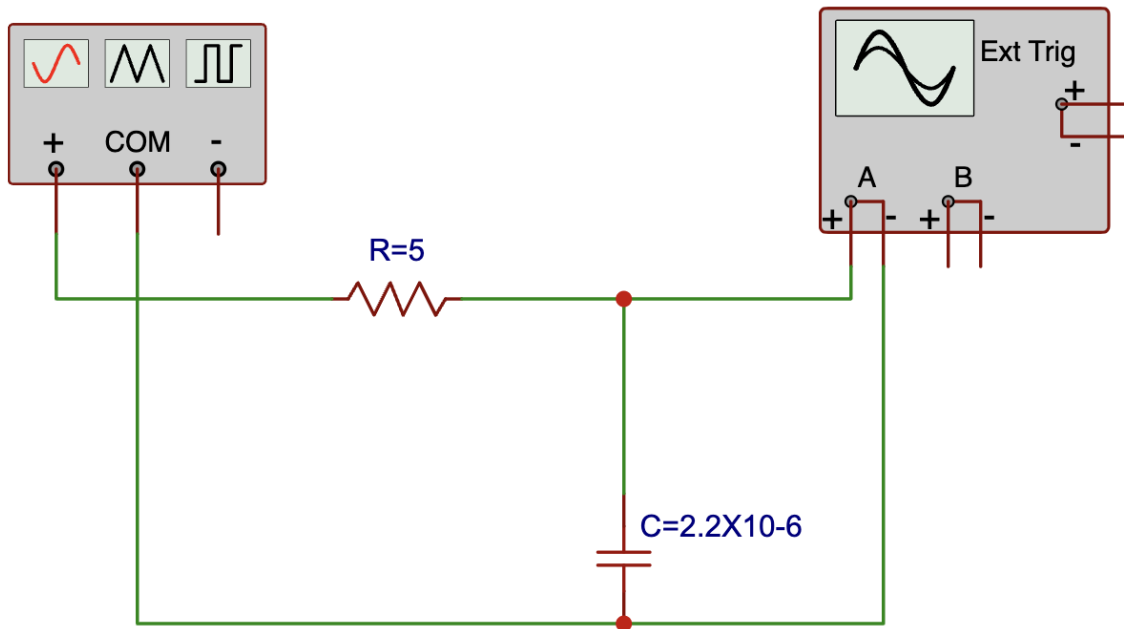 Ext Trig
+
-
+ COM -
A B
+ - + -
R=5
C=2.2X10-6